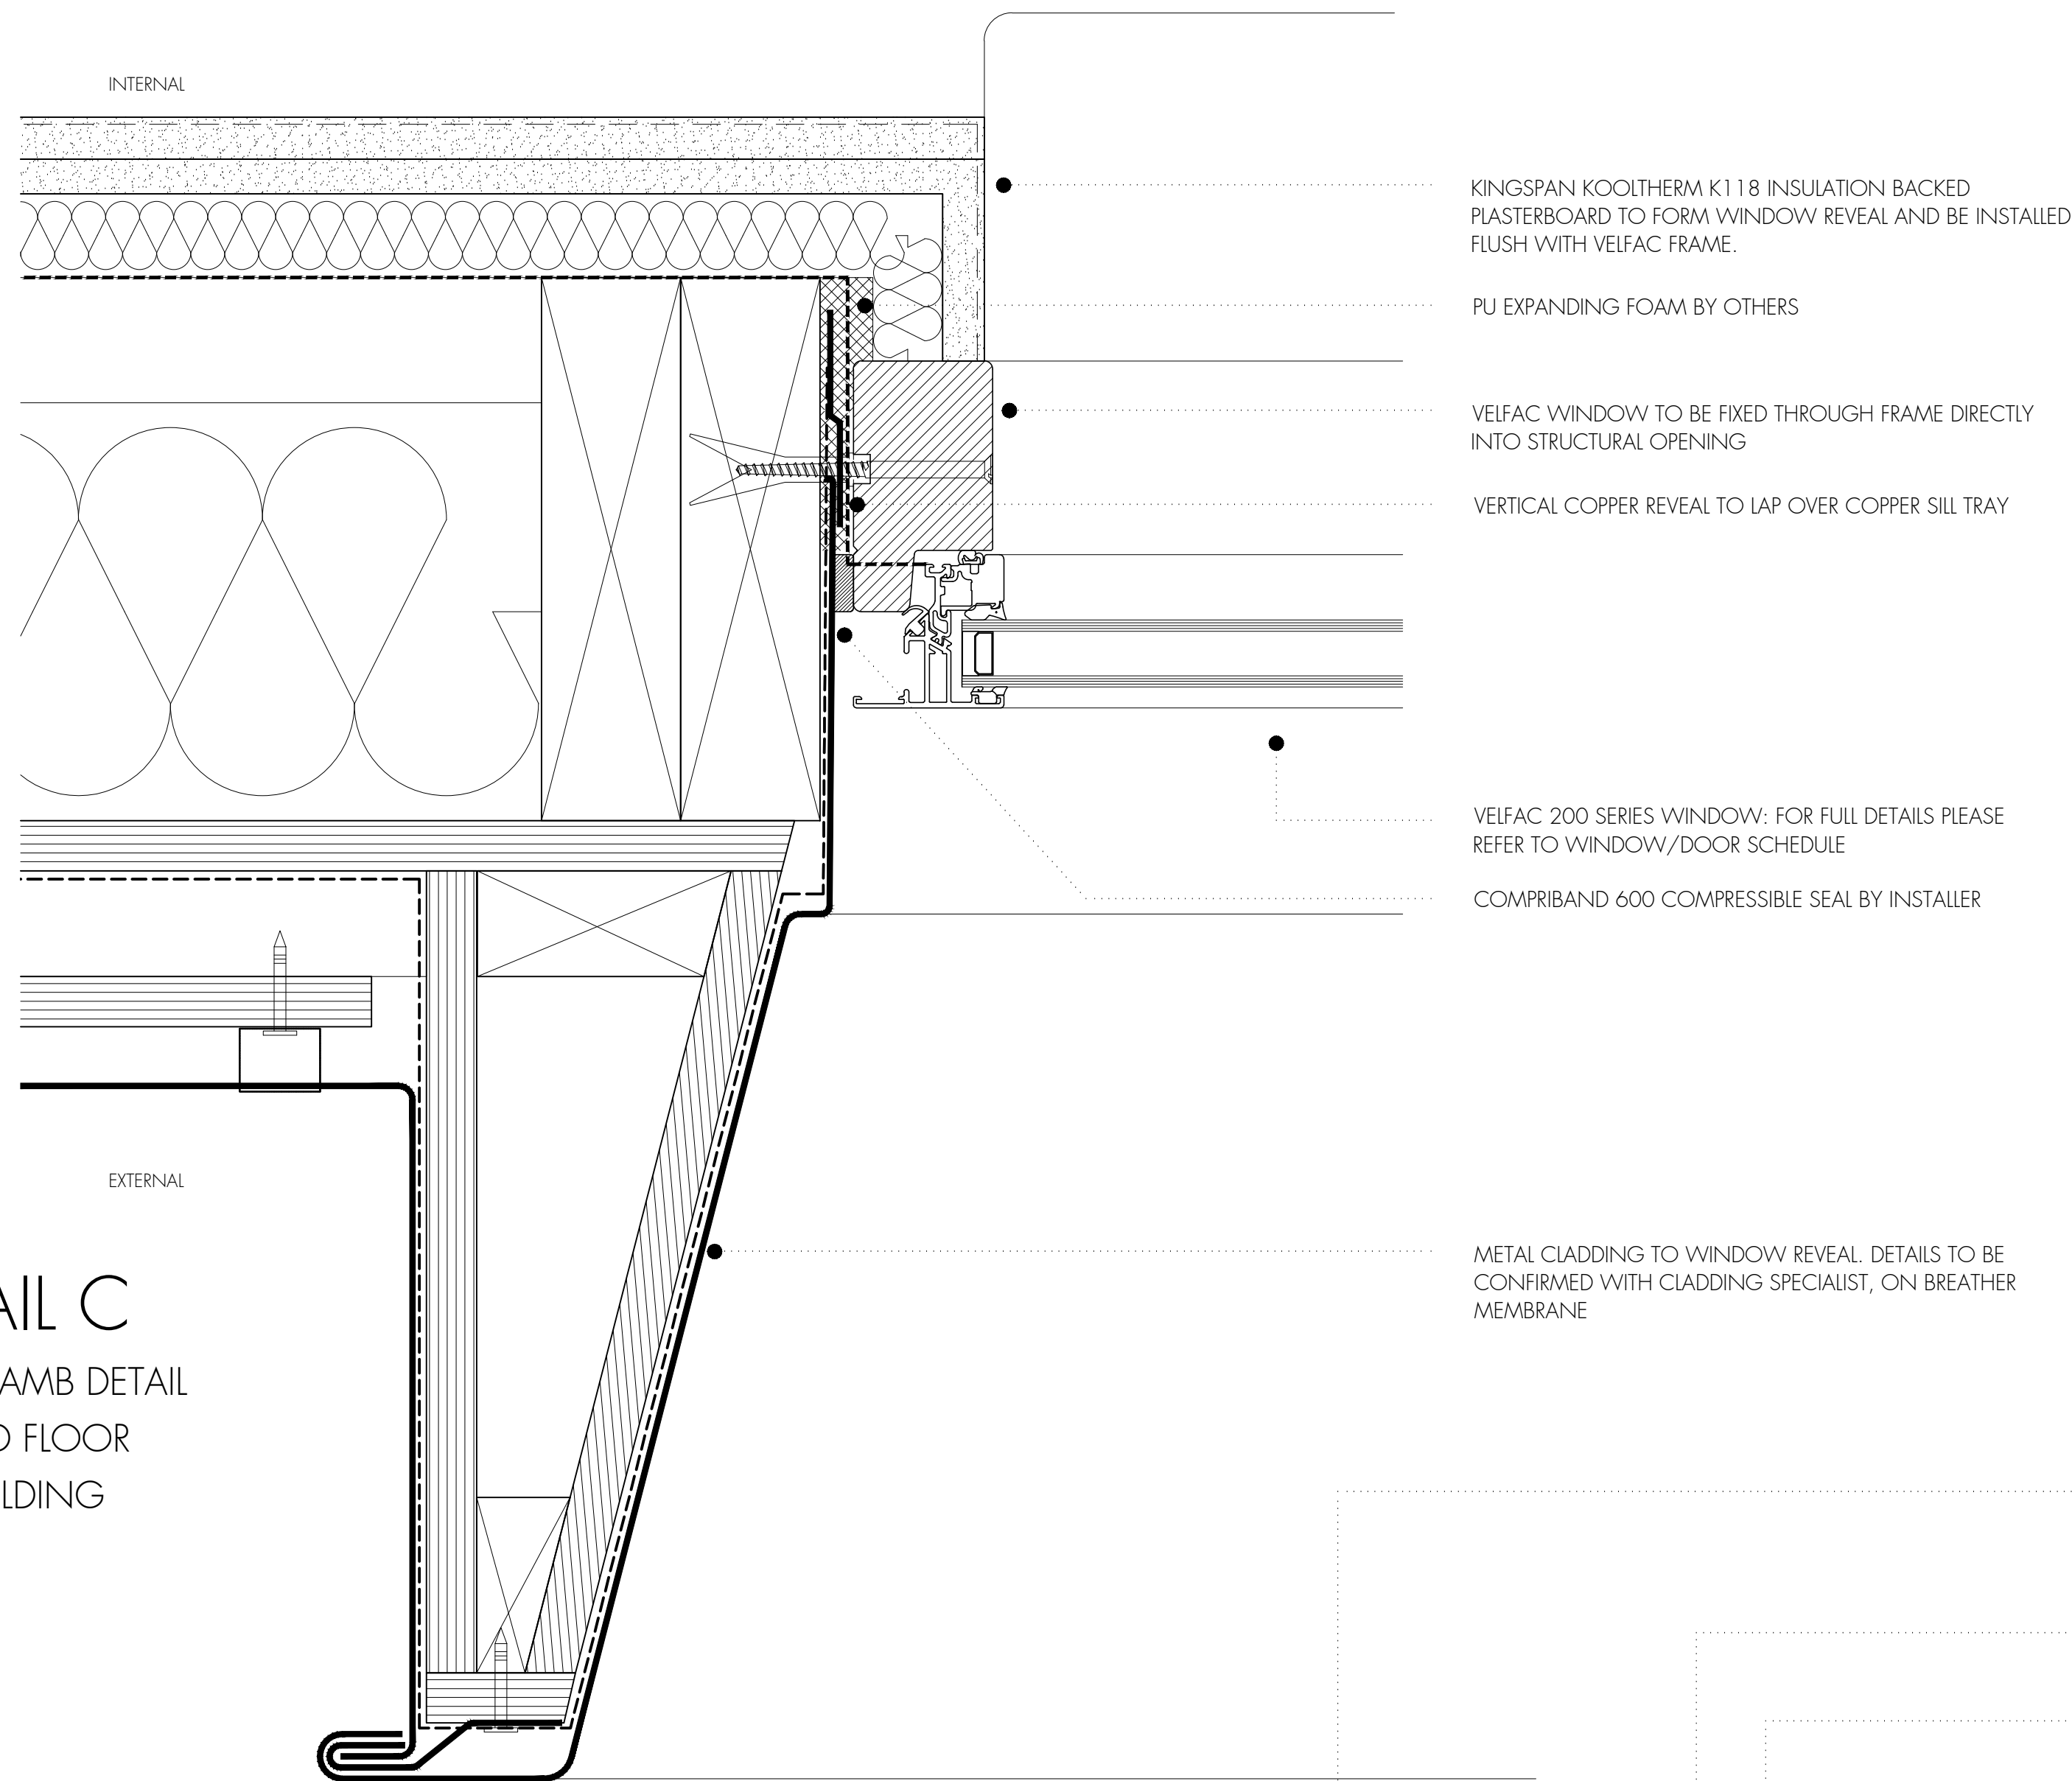 INTERNAL
KINGSPAN KOOLTHERM K118 INSULATION BACKED
PLASTERBOARD TO FORM WINDOW REVEAL AND BE INSTALLED
FLUSH WITH VELFAC FRAME.
PU EXPANDING FOAM BY OTHERS
VELFAC WINDOW TO BE FIXED THROUGH FRAME DIRECTLY
INTO STRUCTURAL OPENING
VERTICAL COPPER REVEAL TO LAP OVER COPPER SILL TRAY
VELFAC 200 SERIES WINDOW: FOR FULL DETAILS PLEASE
REFER TO WINDOW/DOOR SCHEDULE
COMPRIBAND 600 COMPRESSIBLE SEAL BY INSTALLER
EXTERNAL
METAL CLADDING TO WINDOW REVEAL. DETAILS TO BE
CONFIRMED WITH CLADDING SPECIALIST, ON BREATHER
MEMBRANE
AIL C
AMB DETAIL
FLOOR
LDING